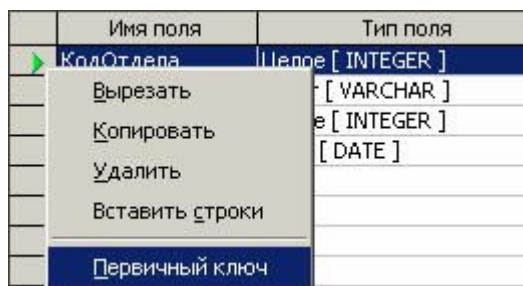 Имя поля Тип поля
КодОтдела Целое [ INTEGER ]
Вырезать [ VARCHAR ]
Копировать [ INTEGER ]
Удалить [ DATE ]
Вставить строки
Первичный ключ